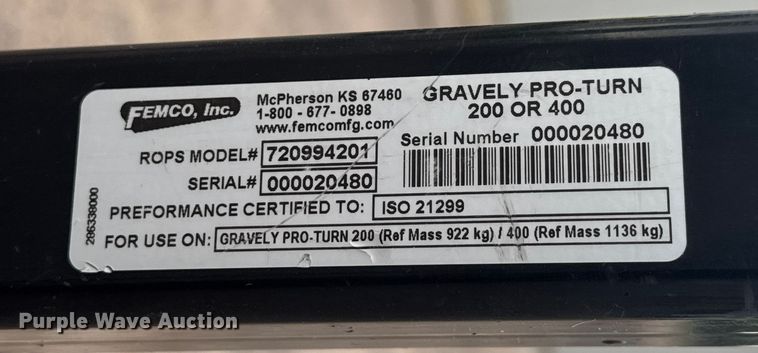 FEMCO, Inc.
McPherson KS 67460
1-800 - 677- 0898
www.femcomfg.com
GRAVELY PRO-TURN
200 OR 400
Serial Number 000020480
ROPS MODEL# 720994201
SERIAL# 000020480
PREFORMANCE CERTIFIED TO: ISO 21299
FOR USE ON: GRAVELY PRO-TURN 200 (Ref Mass 922 kg) / 400 (Ref Mass 1136 kg)
286338000
Purple Wave Auction